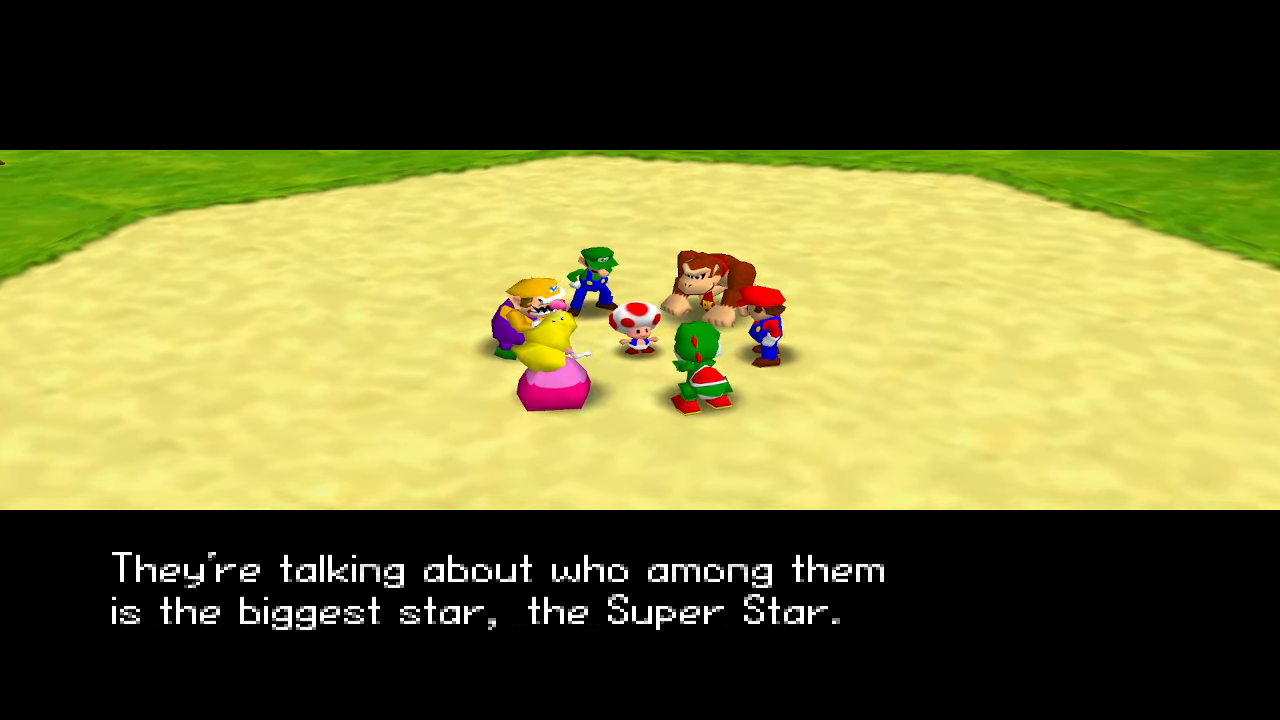 They're talking about who among them
is the biggest star, the Super Star.